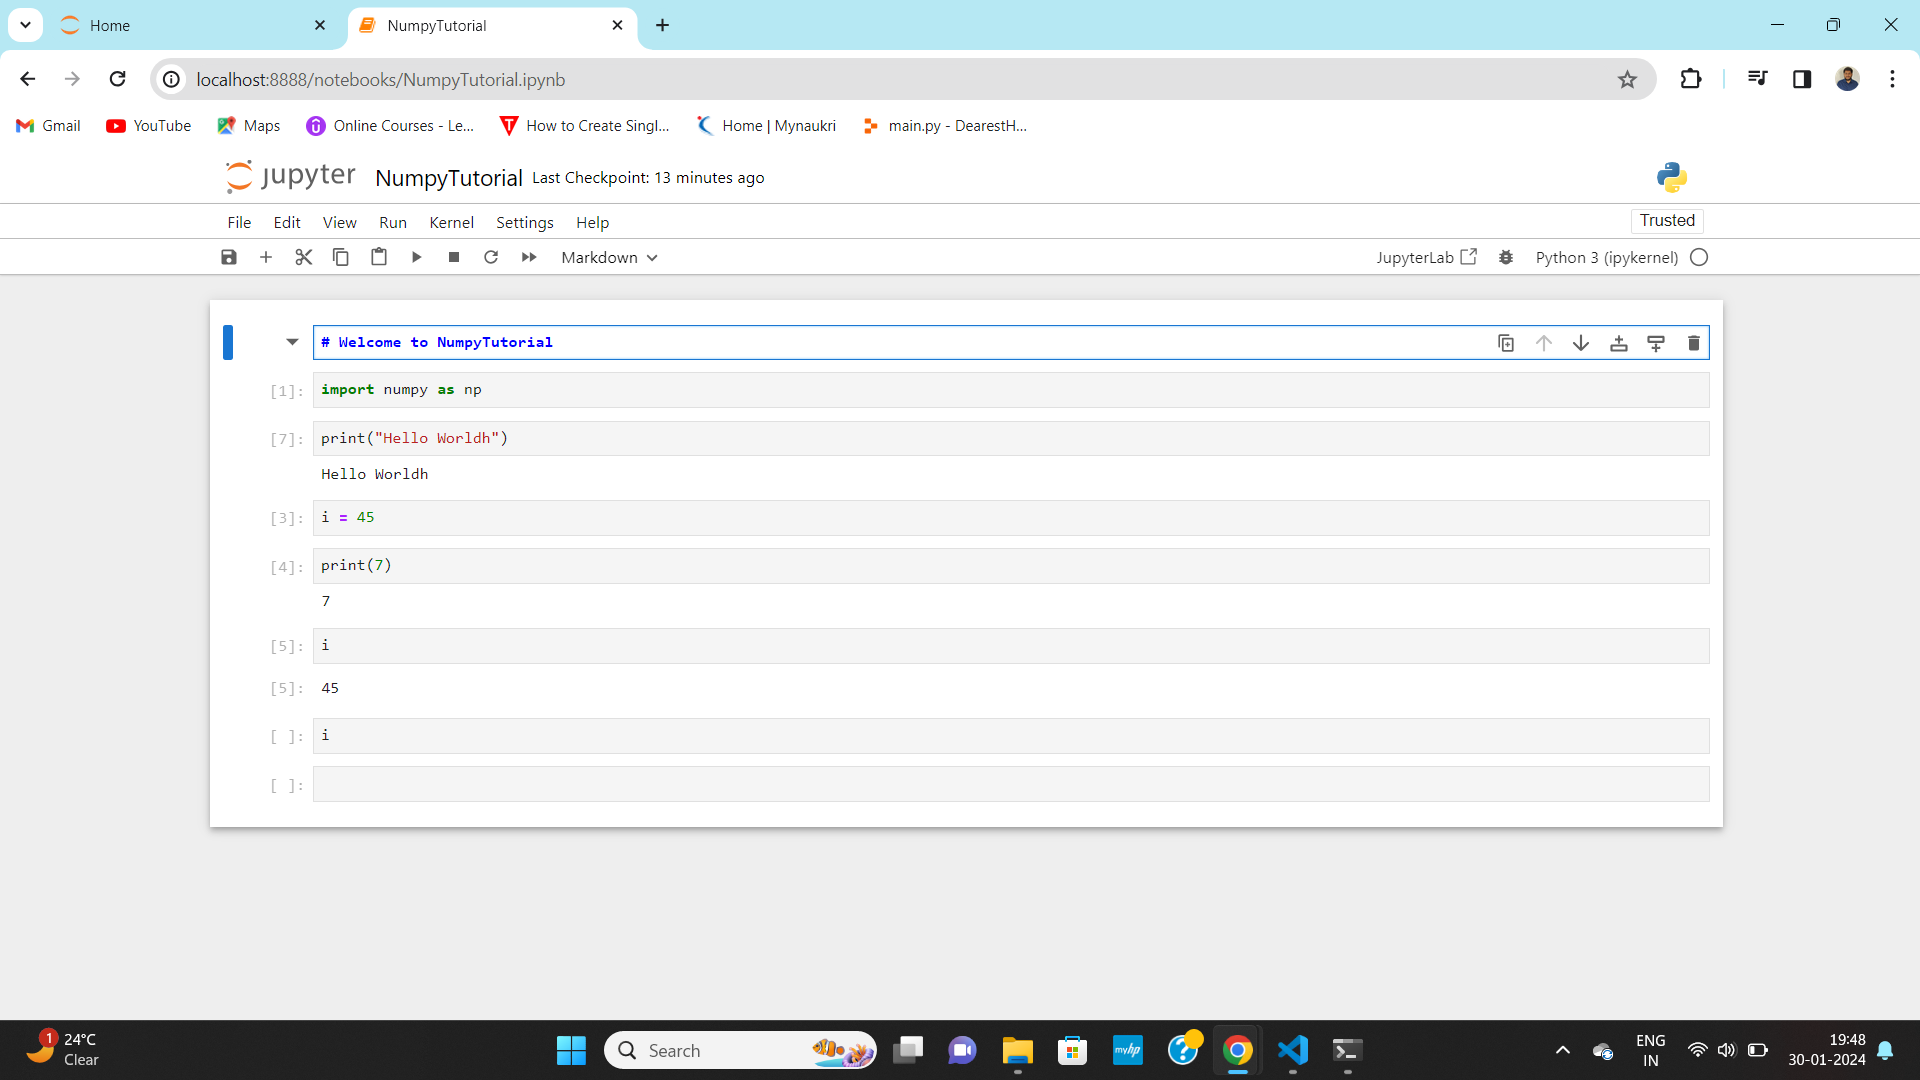 Home
NumpyTutorial
localhost:8888/notebooks/NumpyTutorial.ipynb
Gmail YouTube Maps Online Courses - Le... How to Create Singl... Home | Mynaukri main.py - DearestH...
jupyter NumpyTutorial Last Checkpoint: 13 minutes ago
File Edit View Run Kernel Settings Help Trusted
Markdown JupyterLab Python 3 (ipykernel)
# Welcome to NumpyTutorial
[1]: import numpy as np
[7]: print("Hello Worldh")
Hello Worldh
[3]: i = 45
[4]: print(7)
7
[5]: i
[5]: 45
[ ]: i
[ ]:
1
24°C
Clear
Search
myhp
ENG
IN
19:48
30-01-2024